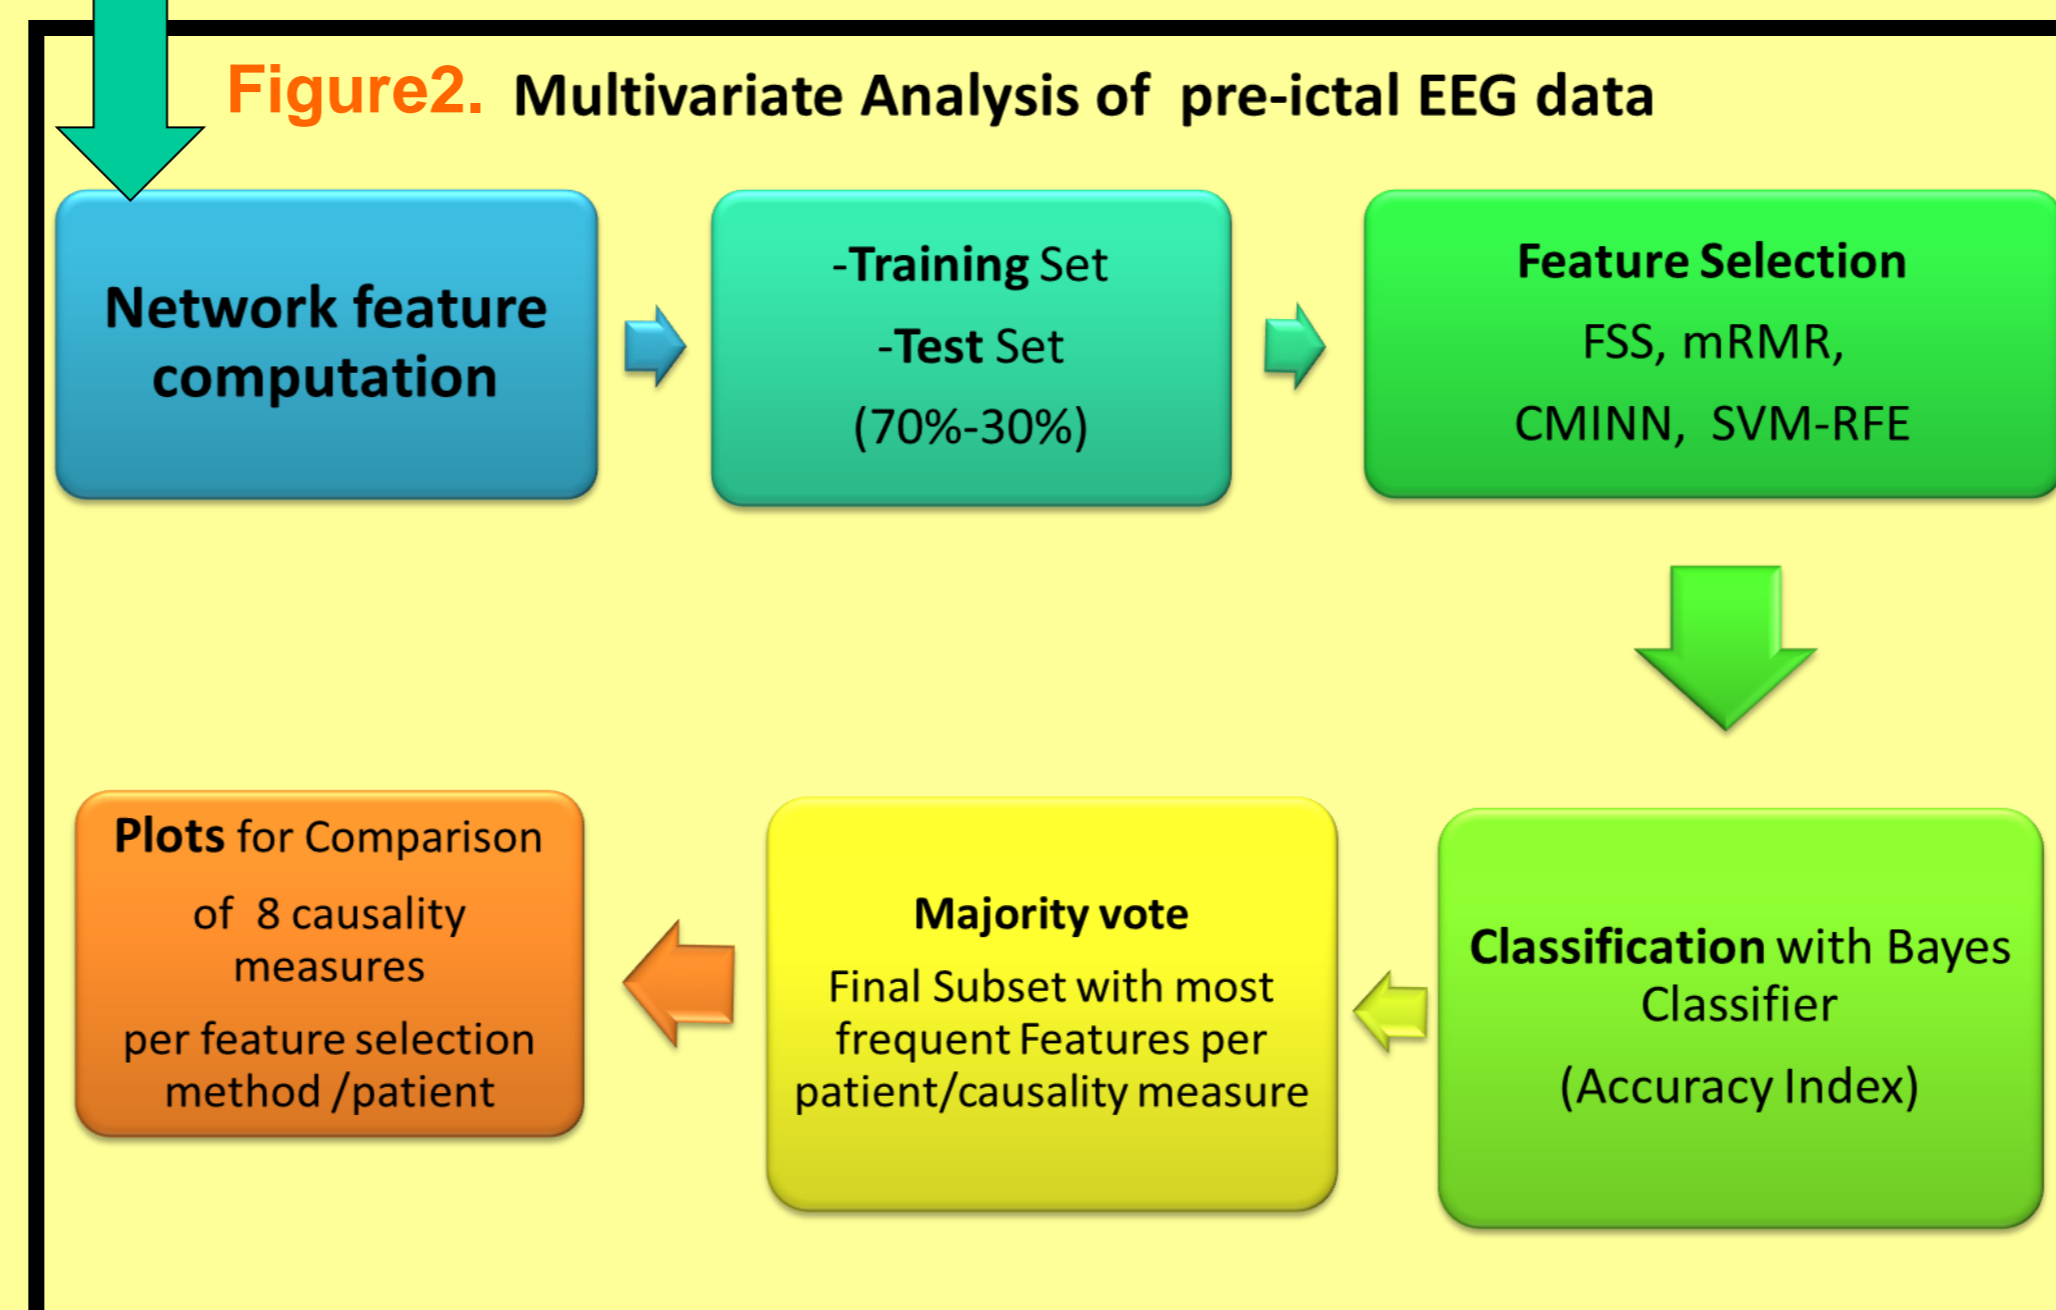 Figure2. Multivariate Analysis of pre-ictal EEG data
Network feature
computation
-Training Set
-Test Set
(70%-30%)
Feature Selection
FSS, mRMR,
CMINN, SVM-RFE
Classification with Bayes
Classifier
(Accuracy Index)
Majority vote
Final Subset with most
frequent Features per
patient/causality measure
Plots for Comparison
of 8 causality
measures
per feature selection
method /patient